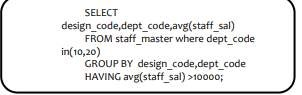 SELECT
design_code,dept_code,avg(staff_sal)
FROM staff_master where dept_code
in(10,20)
GROUP BY design_code,dept_code
HAVING avg(staff_sal) >10000;